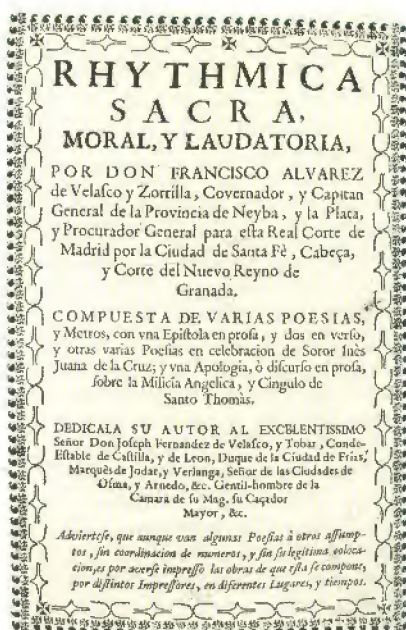 RHYTHMICA
SACRA,
MORAL, Y LAUDATORIA,
POR DON FRANCISCO ALVAREZ
de Velaſco y Zorrilla, Governador, y Capitan
General de la Provincia de Neyba, y la Plata,
y Procurador General para eſta Real Corte de
Madrid por la Ciudad de Santa Fè, Cabeça,
y Corte del Nuevo Reyno de
Granada.
COMPUESTA DE VARIAS POESIAS,
y Metros, con vna Epiſtola en proſa, y dos en verſo,
y otras varias Poeſias en celebracion de Soror Inès
Juana de la Cruz; y vna Apologia, ò diſcurſo en proſa,
ſobre la Milicia Angelica, y Cingulo de
Santo Thomàs.
DEDICALA SU AUTOR AL EXCELENTISSIMO
Señor Don Joſeph Fernandez de Velaſco, y Tobar, Conde-
Eſtable de Caſtilla, y de Leon, Duque de la Ciudad de Frias,
Marquès de Jodar, y Verlanga, Señor de las Ciudades de
Oſma, y Arnedo, &c. Gentil-hombre de la
Camara de ſu Mag. ſu Caçador
Mayor, &c.
Advierteſe, que aunque van algunas Poeſias à otros aſſump-
tos, ſin coordinacion de numeros, y ſin ſu legitima coloca-
cion, es por averſe impreſſo las obras de que eſta ſe compone,
por diſtintos Impreſſores, en diferentes Lugares, y tiempos.